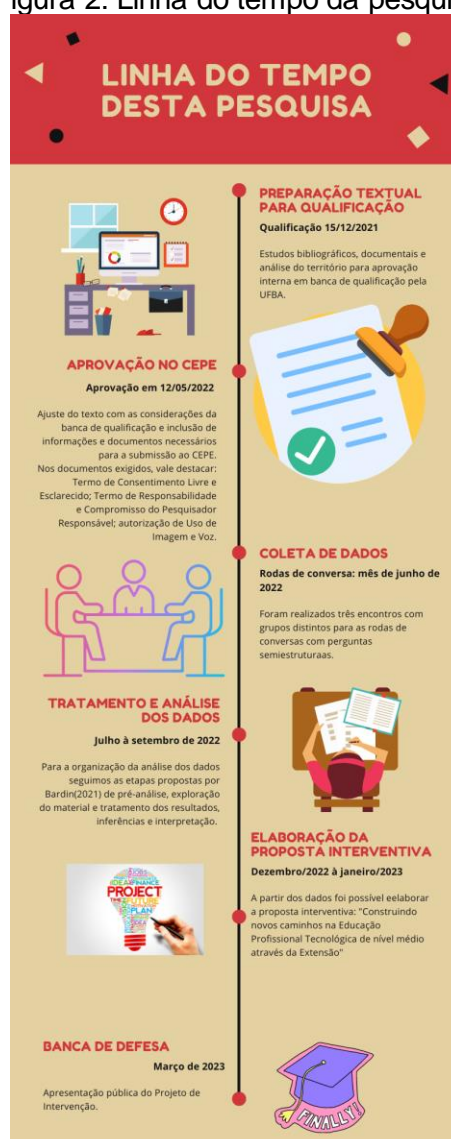 igura 2. Linha do tempo da pesqui
LINHA DO TEMPO
DESTA PESQUISA
PREPARAÇÃO TEXTUAL
PARA QUALIFICAÇÃO
Qualificação 15/12/2021
Estudos bibliográficos, documentais e
análise do território para aprovação
interna em banca de qualificação pela
UFBA.
APROVAÇÃO NO CEPE
Aprovação em 12/05/2022
Ajuste do texto com as considerações da
banca de qualificação e inclusão de
informações e documentos necessários
para a submissão ao CEPE.
Nos documentos exigidos, vale destacar:
Termo de Consentimento Livre e
Esclarecido; Termo de Responsabilidade
e Compromisso do Pesquisador
Responsável; autorização de Uso de
Imagem e Voz.
COLETA DE DADOS
Rodas de conversa: mês de junho de
2022
Foram realizados três encontros com
grupos distintos para as rodas de
conversas com perguntas
semiestruturaas.
TRATAMENTO E ANÁLISE
DOS DADOS
Julho à setembro de 2022
Para a organização da análise dos dados
seguimos as etapas propostas por
Bardin(2021) de pré-análise, exploração
do material e tratamento dos resultados,
inferências e interpretação.
ELABORAÇÃO DA
PROPOSTA INTERVENTIVA
Dezembro/2022 à janeiro/2023
A partir dos dados foi possível eelaborar
a proposta interventiva: "Construindo
novos caminhos na Educação
Profissional Tecnológica de nível médio
através da Extensão"
IDEA FINANCE
PROJECT
FUTURE
PLAN
IDEA
BANCA DE DEFESA
Março de 2023
Apresentação pública do Projeto de
Intervenção.
FINALLY!